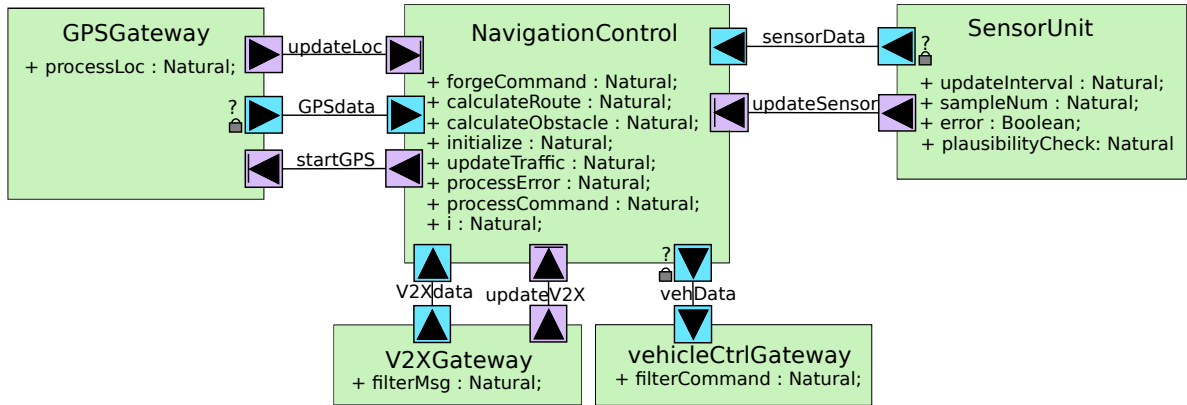 GPSGateway
+ processLoc : Natural;
updateLoc
?
GPSdata
startGPS
NavigationControl
+ forgeCommand : Natural;
+ calculateRoute : Natural;
+ calculateObstacle : Natural;
+ initialize : Natural;
+ updateTraffic : Natural;
+ processError : Natural;
+ processCommand : Natural;
+ i : Natural;
sensorData
?
updateSensor
SensorUnit
+ updateInterval : Natural;
+ sampleNum : Natural;
+ error : Boolean;
+ plausibilityCheck: Natural
?
V2Xdata
updateV2X
vehData
V2XGateway
+ filterMsg : Natural;
vehicleCtrlGateway
+ filterCommand : Natural;